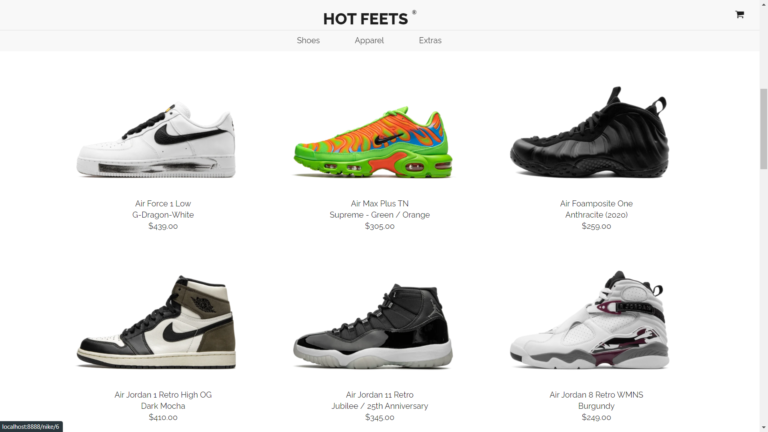 HOT FEETS ®
Shoes Apparel Extras
Air Force 1 Low
G-Dragon-White
$439.00
Air Max Plus TN
Supreme - Green / Orange
$305.00
Air Foamposite One
Anthracite (2020)
$259.00
Air Jordan 1 Retro High OG
Dark Mocha
$410.00
Air Jordan 11 Retro
Jubilee / 25th Anniversary
$345.00
Air Jordan 8 Retro WMNS
Burgundy
$249.00
localhost:8888/nike/6